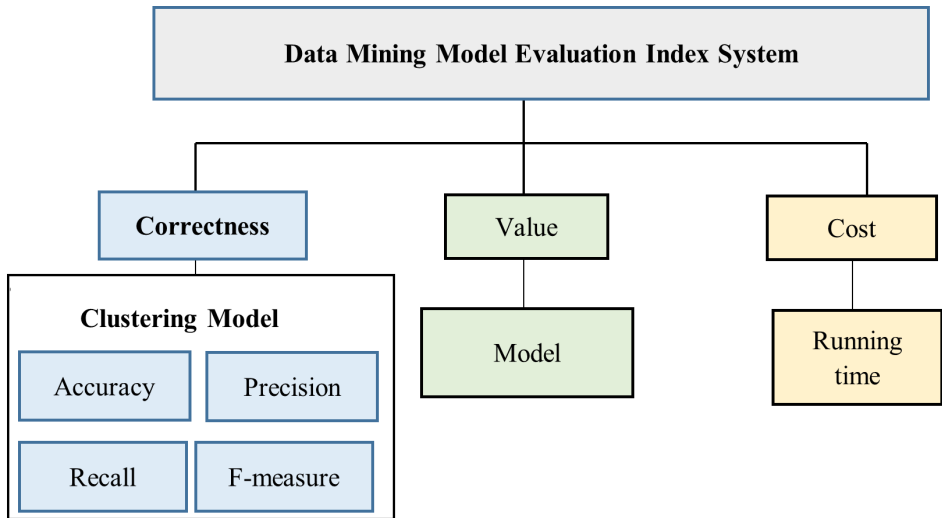 Data Mining Model Evaluation Index System
Correctness
Value
Cost
Clustering Model
Accuracy
Precision
Recall
F-measure
Model
Running
time